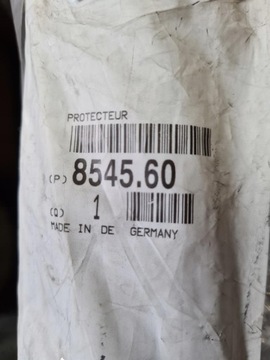 PROTECTEUR
(P) 8545.60
(Q) 1
MADE IN DE GERMANY